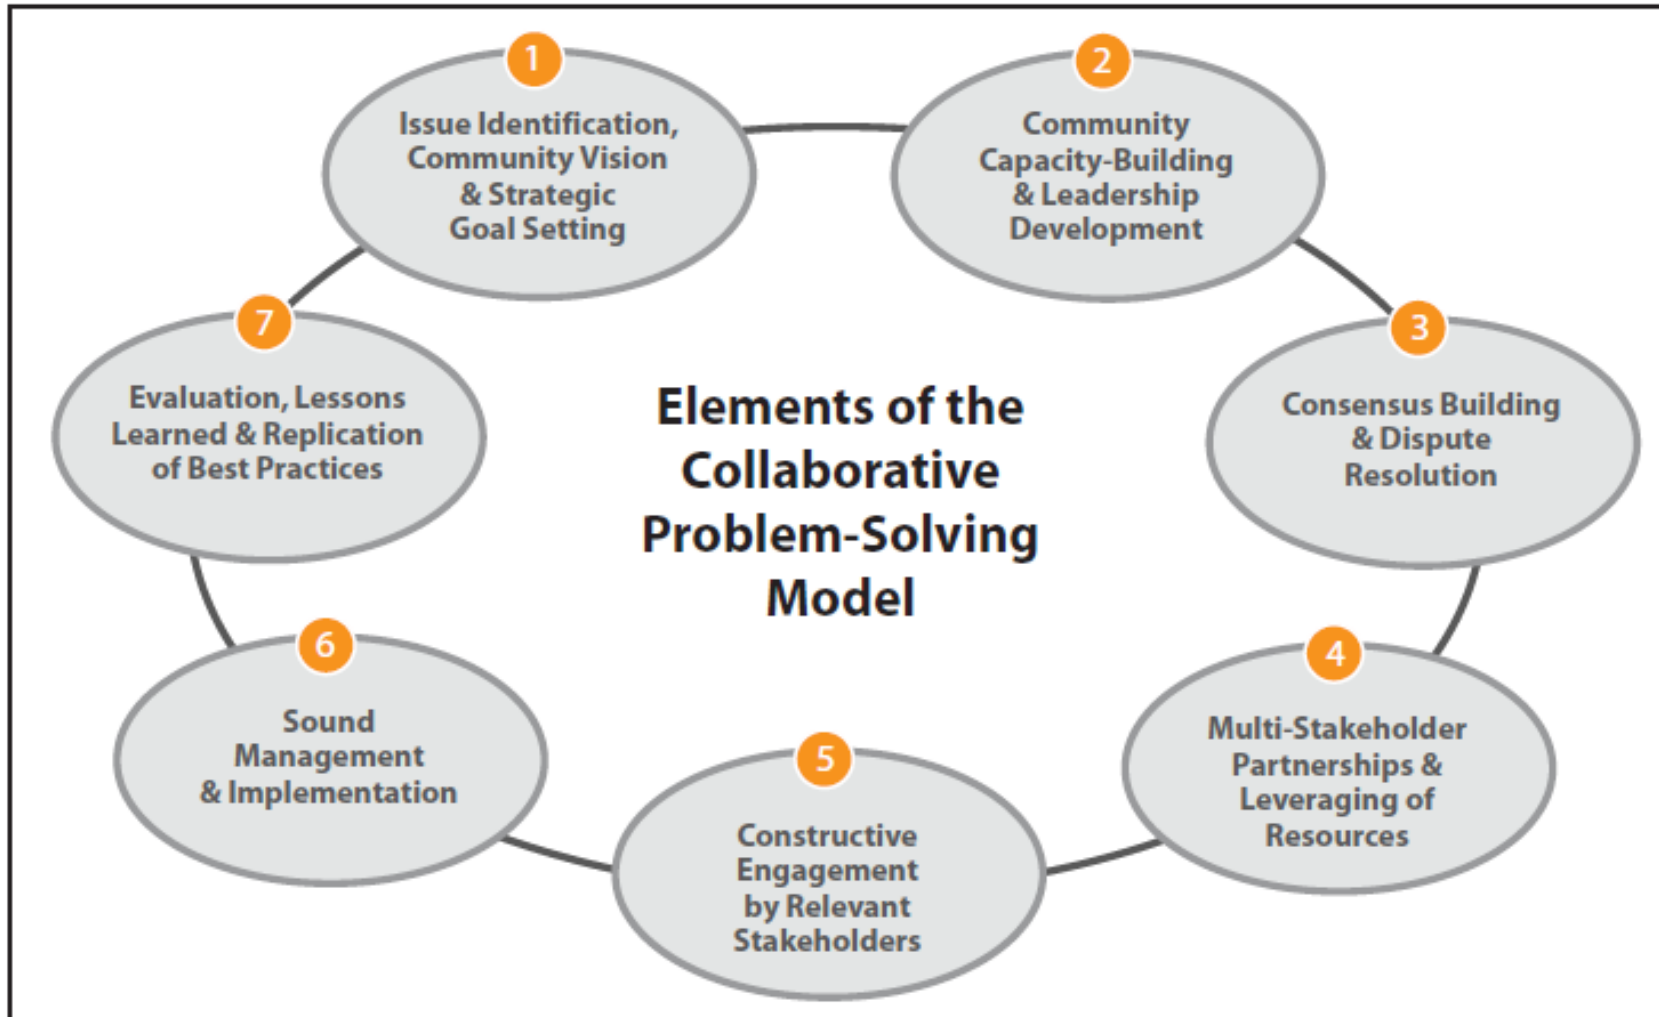 1
Issue Identification,
Community Vision
& Strategic
Goal Setting
2
Community
Capacity-Building
& Leadership
Development
3
Consensus Building
& Dispute
Resolution
4
Multi-Stakeholder
Partnerships &
Leveraging of
Resources
5
Constructive
Engagement
by Relevant
Stakeholders
6
Sound
Management
& Implementation
7
Evaluation, Lessons
Learned & Replication
of Best Practices
Elements of the
Collaborative
Problem-Solving
Model